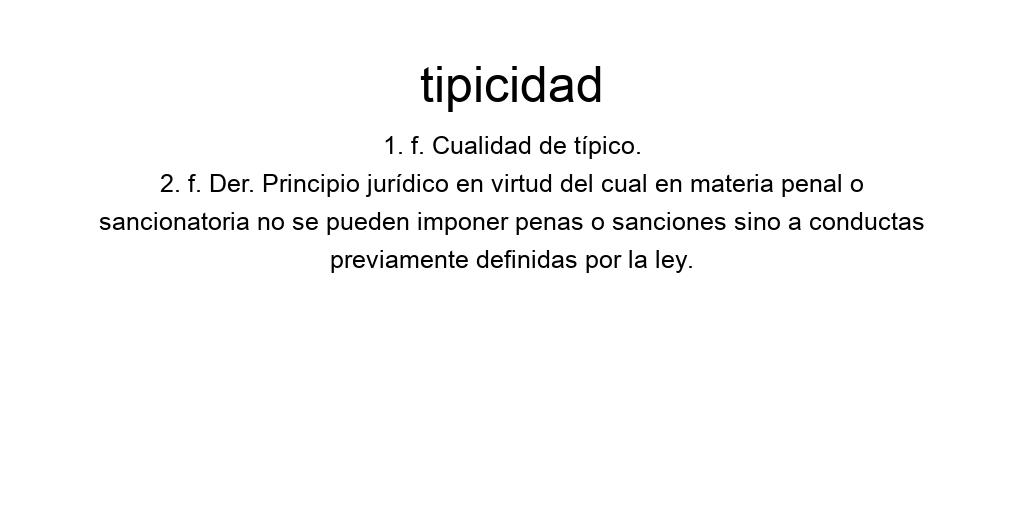 tipicidad
1. f. Cualidad de típico.
2. f. Der. Principio jurídico en virtud del cual en materia penal o
sancionatoria no se pueden imponer penas o sanciones sino a conductas
previamente definidas por la ley.